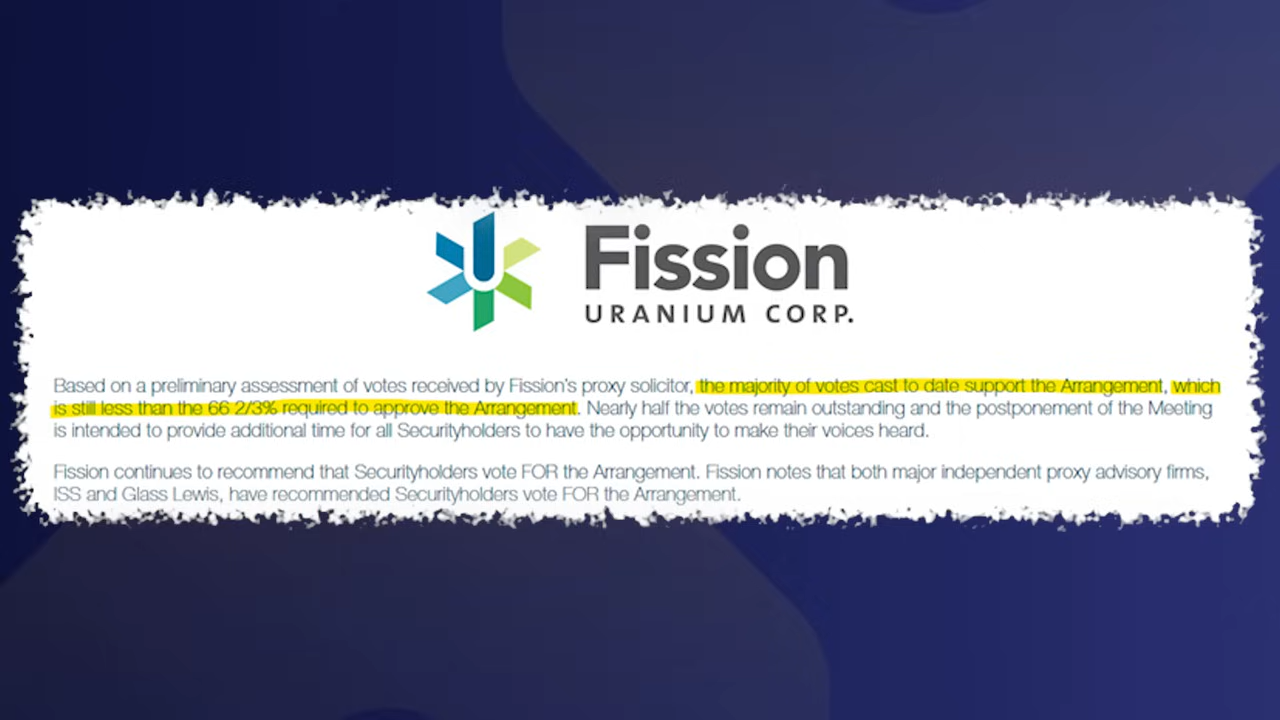 Fission
URANIUM CORP.
Based on a preliminary assessment of votes received by Fission's proxy solicitor, the majority of votes cast to date support the Arrangement, which
is still less than the 66 2/3% required to approve the Arrangement. Nearly half the votes remain outstanding and the postponement of the Meeting
is intended to provide additional time for all Securityholders to have the opportunity to make their voices heard.
Fission continues to recommend that Securityholders vote FOR the Arrangement. Fission notes that both major independent proxy advisory firms,
ISS and Glass Lewis, have recommended Securityholders vote FOR the Arrangement.